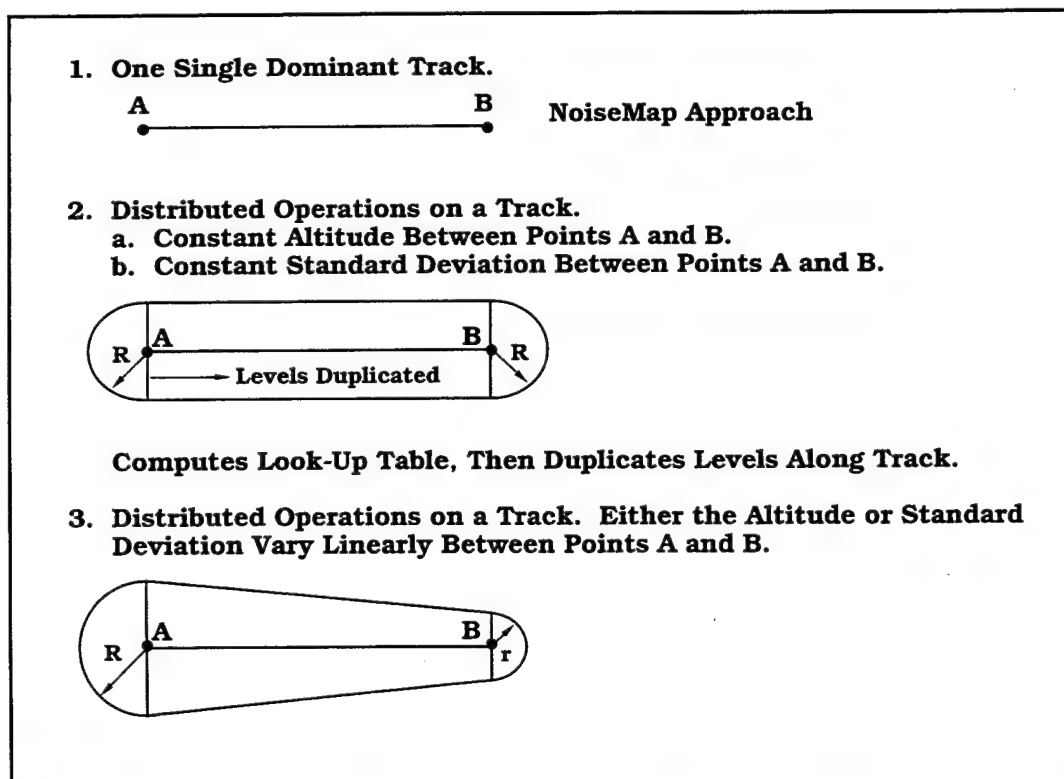 1. One Single Dominant Track.
A B NoiseMap Approach
2. Distributed Operations on a Track.
a. Constant Altitude Between Points A and B.
b. Constant Standard Deviation Between Points A and B.
R A B R
Levels Duplicated
Computes Look-Up Table, Then Duplicates Levels Along Track.
3. Distributed Operations on a Track. Either the Altitude or Standard
Deviation Vary Linearly Between Points A and B.
R A B r